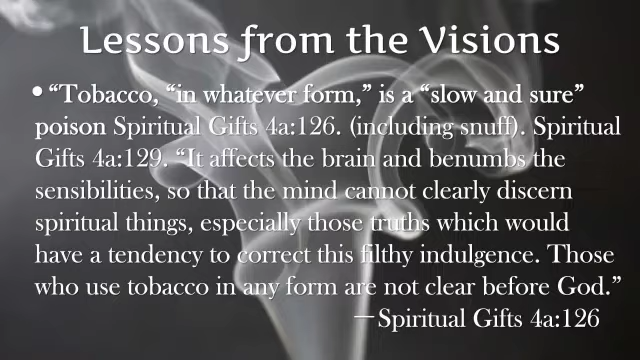 Lessons from the Visions
• “Tobacco, “in whatever form,” is a “slow and sure”
poison Spiritual Gifts 4a:126. (including snuff). Spiritual
Gifts 4a:129. “It affects the brain and benumbs the
sensibilities, so that the mind cannot clearly discern
spiritual things, especially those truths which would
have a tendency to correct this filthy indulgence. Those
who use tobacco in any form are not clear before God.”
—Spiritual Gifts 4a:126